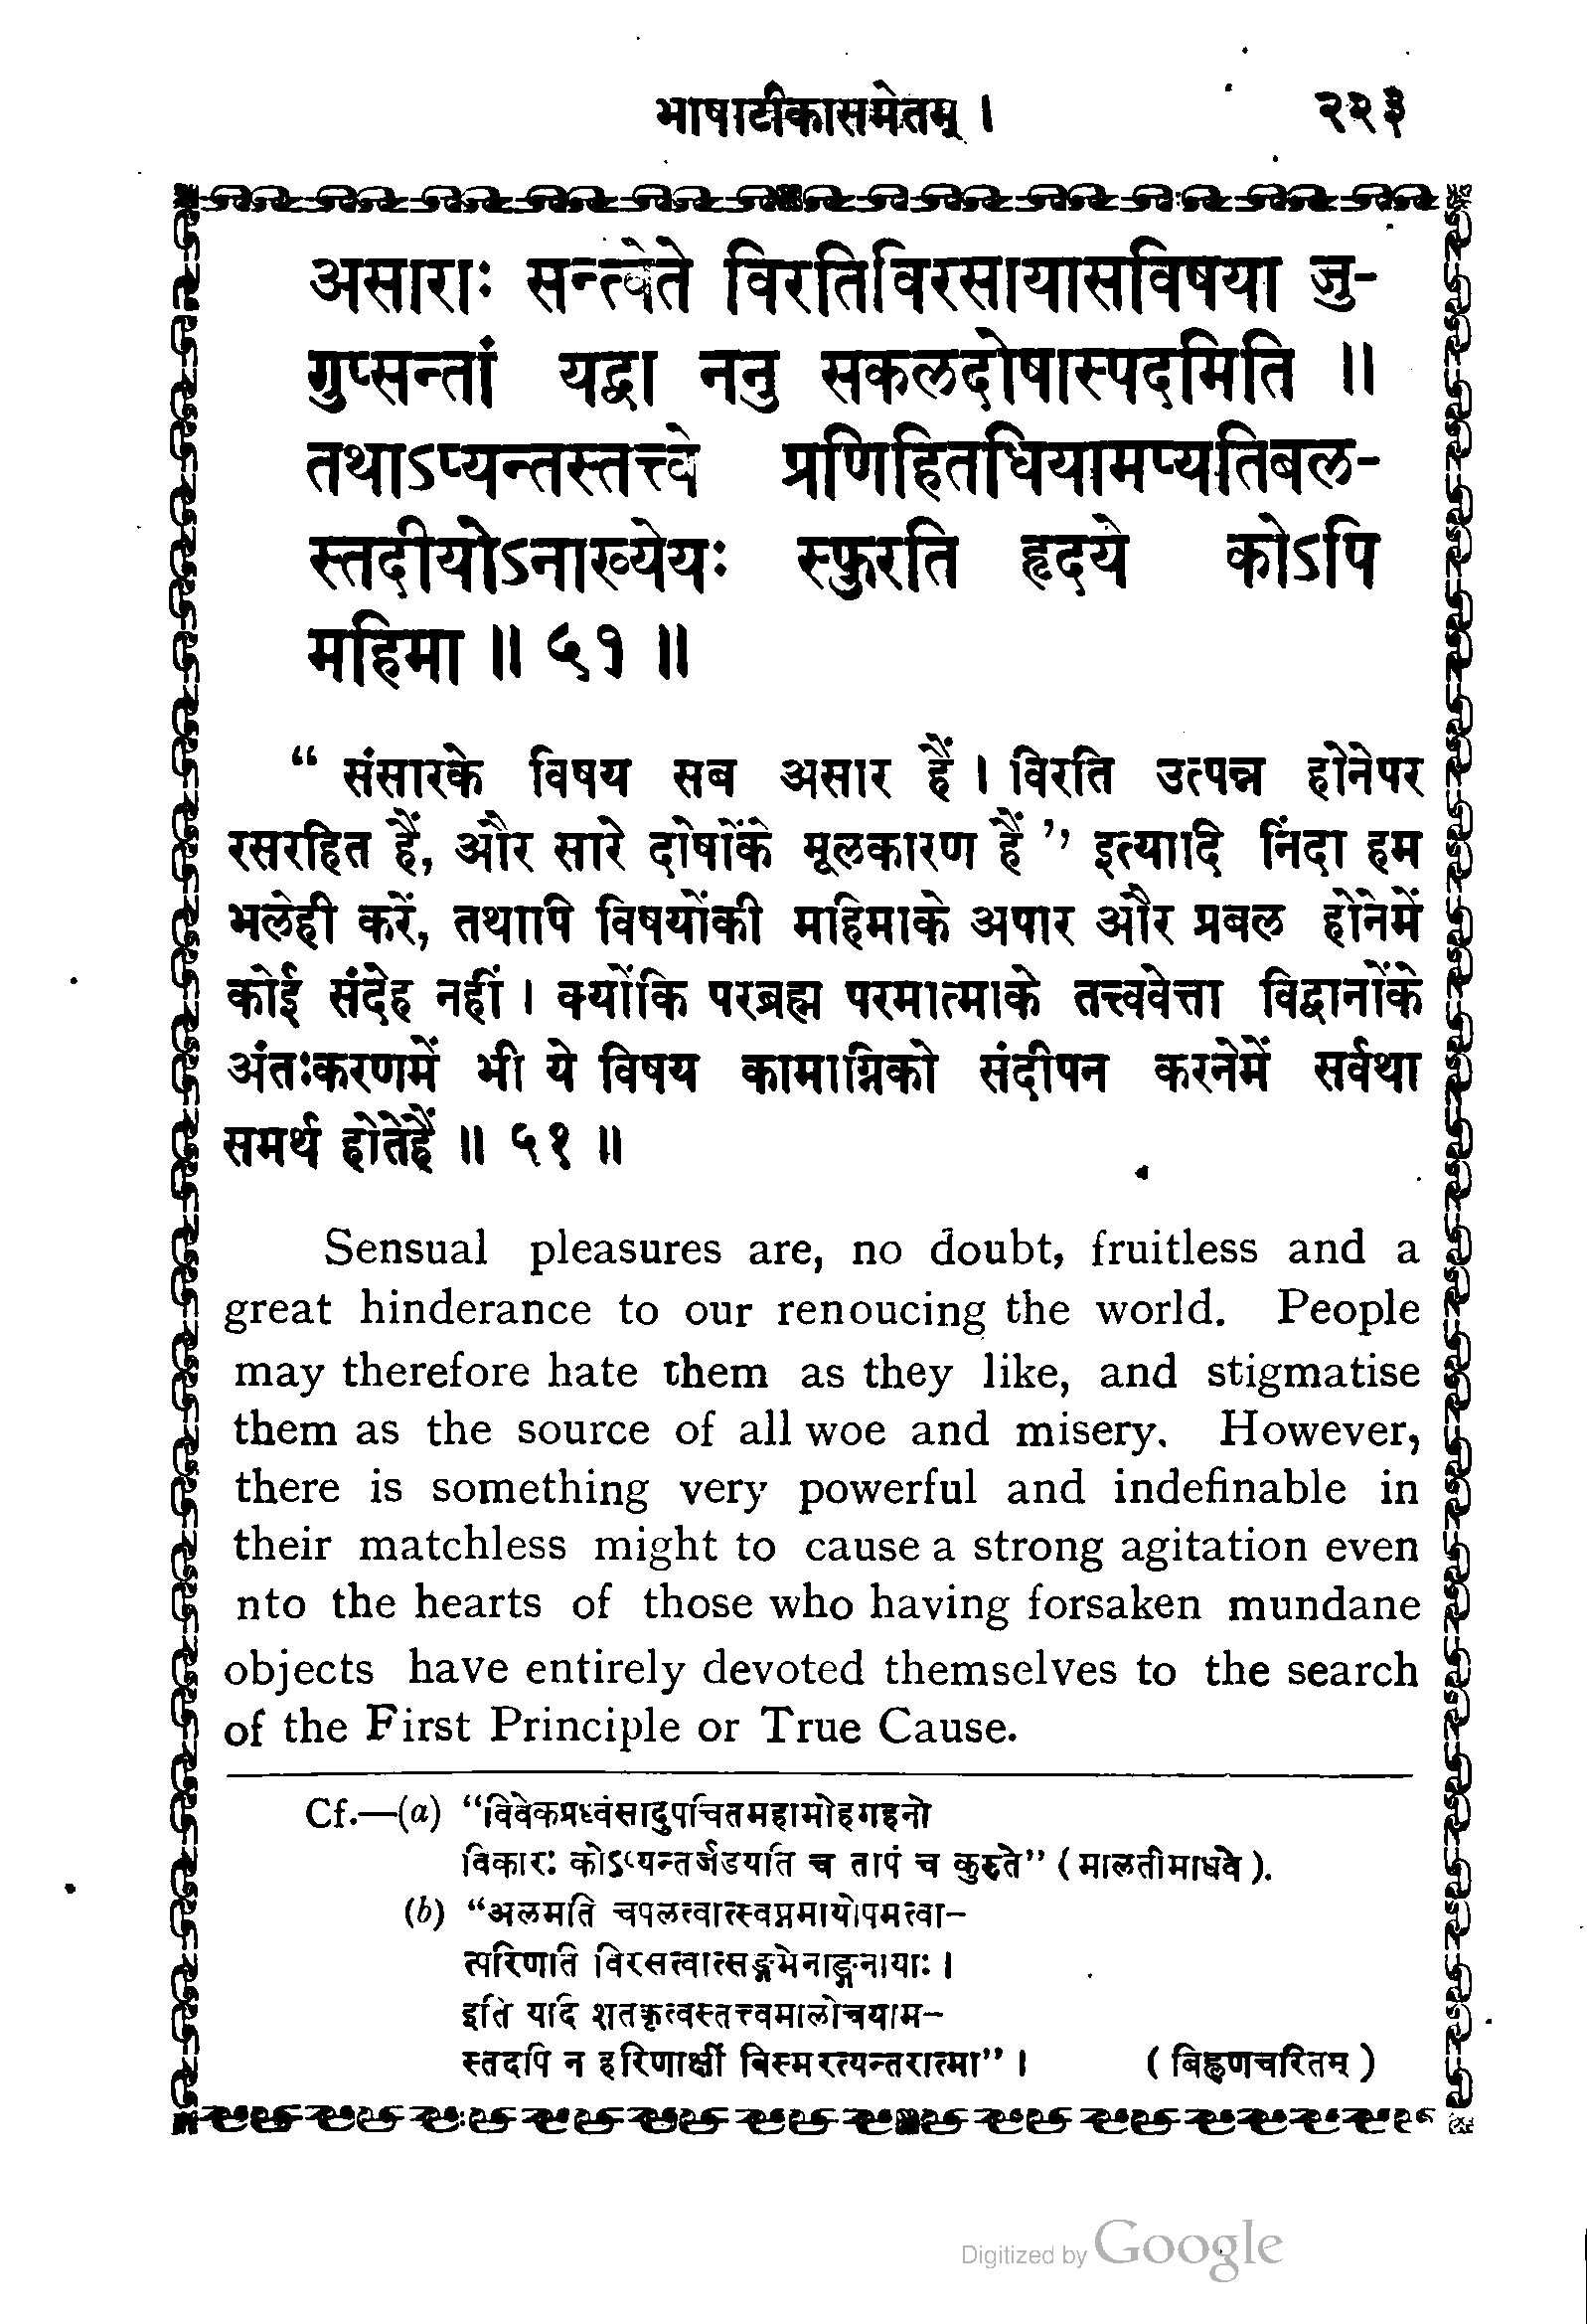 भाषाटीकासमेतम् । २२३
असाराः सन्त्वेते विरतिविरसायासविषया जु-
गुप्सन्तां यद्वा ननु सकलदोषास्पदमिति ॥
तथाऽप्यन्तस्तत्त्वे प्रणिहितधियामप्यतिबल-
स्तदीयोऽनाख्येयः स्फुरति हृदये कोऽपि
महिमा ॥ ५१ ॥
“ संसारके विषय सब असार हैं । विरति उत्पन्न होनेपर
रसरहित हैं, और सारे दोषोंके मूलकारण हैं ” इत्यादि निंदा हम
भलेही करें, तथापि विषयोंकी महिमाके अपार और प्रबल होनेमें
कोई संदेह नहीं । क्योंकि परब्रह्म परमात्माके तत्त्ववेत्ता विद्वानोंके
अंतःकरणमें भी ये विषय कामाग्निको संदीपन करनेमें सर्वथा
समर्थ होतेहैं ॥ ५१ ॥
Sensual pleasures are, no doubt, fruitless and a
great hinderance to our renoucing the world. People
may therefore hate them as they like, and stigmatise
them as the source of all woe and misery. However,
there is something very powerful and indefinable in
their matchless might to cause a strong agitation even
nto the hearts of those who having forsaken mundane
objects have entirely devoted themselves to the search
of the First Principle or True Cause.
Cf.—(a) “विवेकप्रध्वंसादुपचितमहामोहगहनो
विकारः कोऽप्यन्तर्जडयति च तापं च कुरुते” (मालतीमाधवे).
(b) “अलमति चपलत्वात्स्वप्नमायोपमत्वा-
त्परिणति विरसत्वात्सङ्गमेनाङ्गनायाः ।
इति यदि शतकृत्वस्तत्त्वमालोचयाम-
स्तदपि न हरिणाक्षीं विस्मरत्यन्तरात्मा” । ( बिह्लणचरितम् )
Digitized by Google